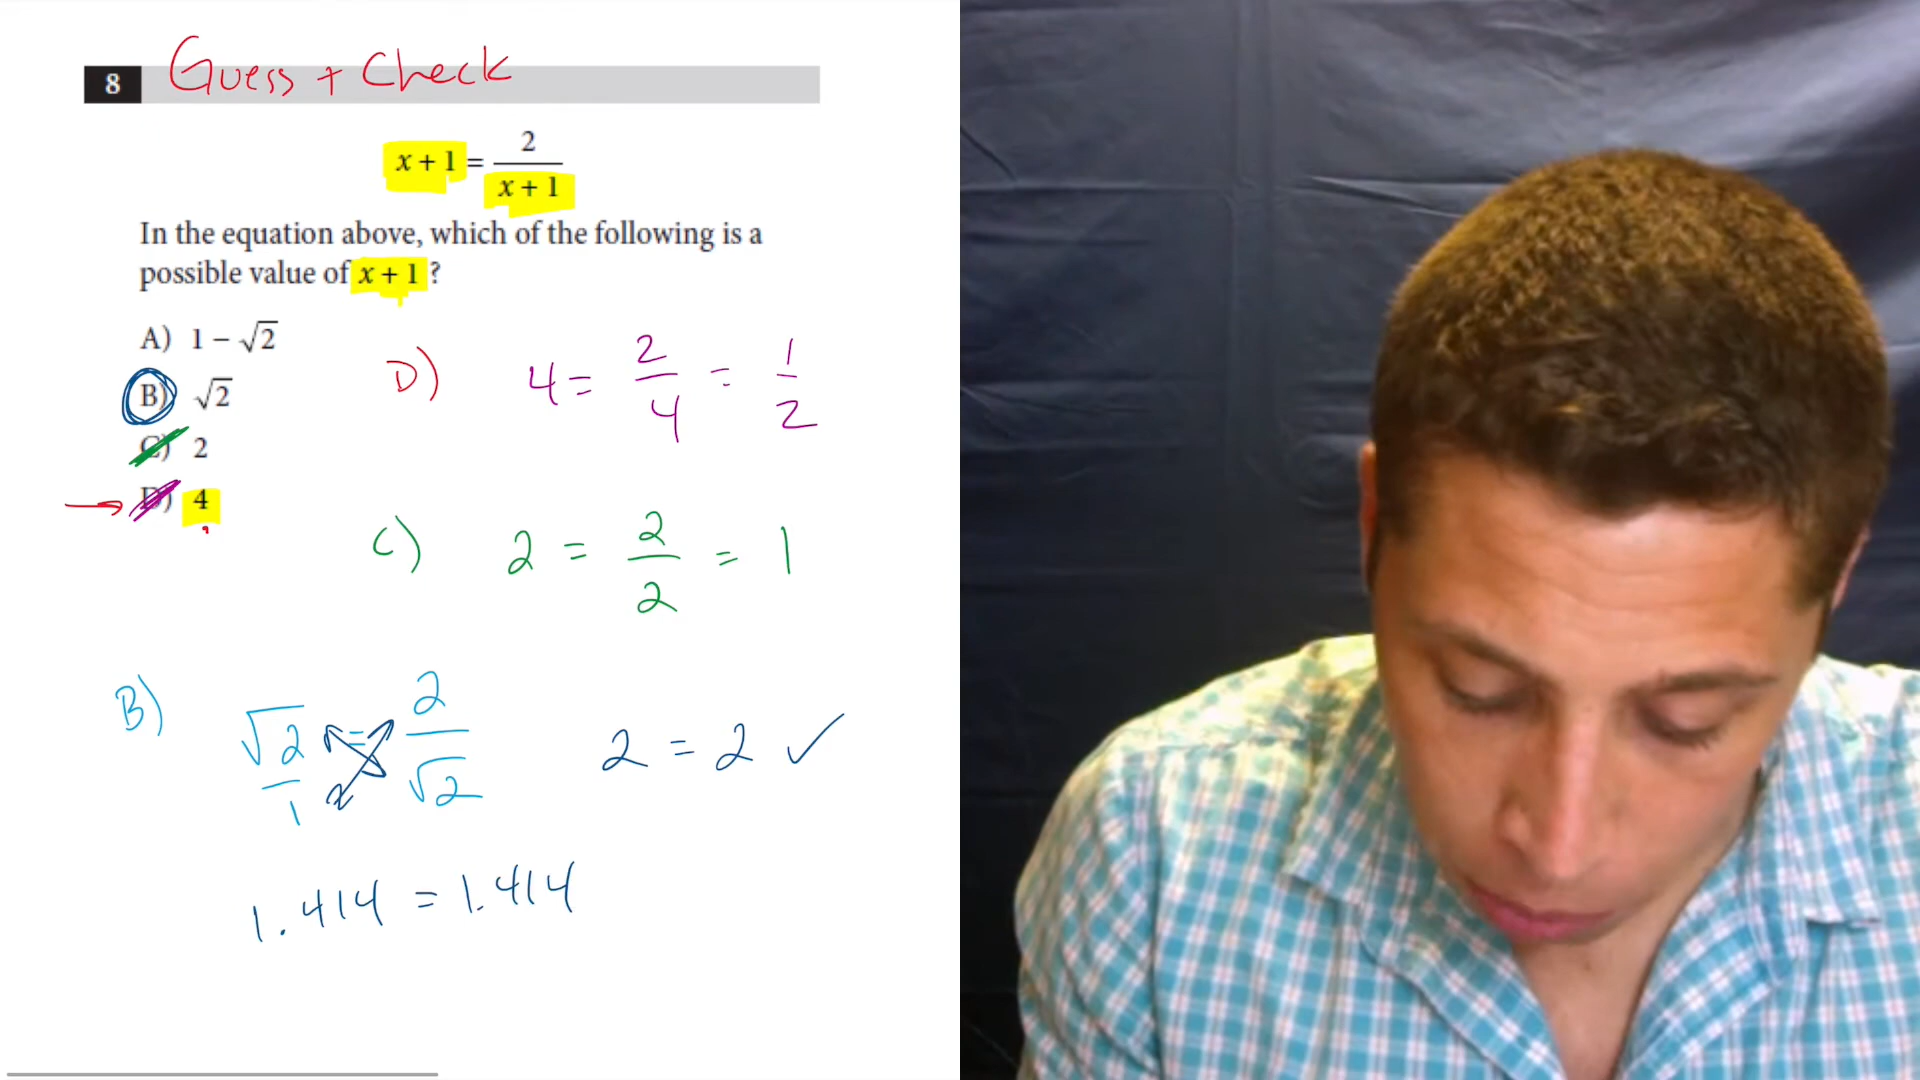 8 Guess + Check
x + 1 = 2 / x + 1
In the equation above, which of the following is a
possible value of x + 1 ?
A) 1 − √2
B) √2
C) 2
D) 4
D) 4 = 2/4 = 1/2
C) 2 = 2/2 = 1
B) √2/1 = 2/√2 2 = 2 ✓
2
1.414 = 1.414